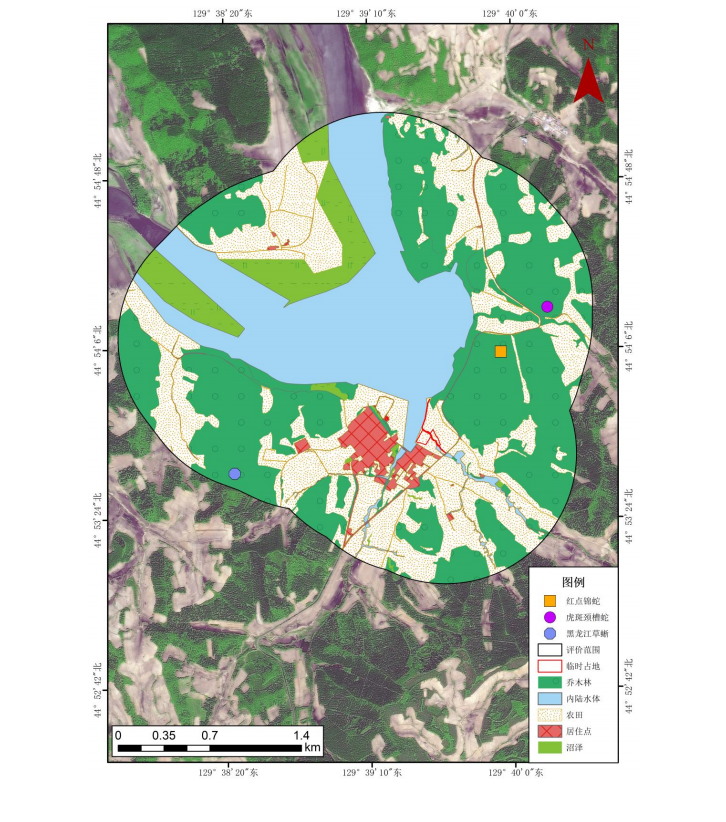 129° 38'20"东 129° 39'10"东 129° 40'0"东
N
44° 54'48"北 44° 54'48"北
44° 54'6"北 44° 54'6"北
44° 53'24"北 44° 53'24"北
44° 52'42"北 44° 52'42"北
图例
红点锦蛇
虎斑颈槽蛇
黑龙江草蜥
评价范围
临时占地
乔木林
内陆水体
农田
居住点
沼泽
0 0.35 0.7 1.4
km
129° 38'20"东 129° 39'10"东 129° 40'0"东